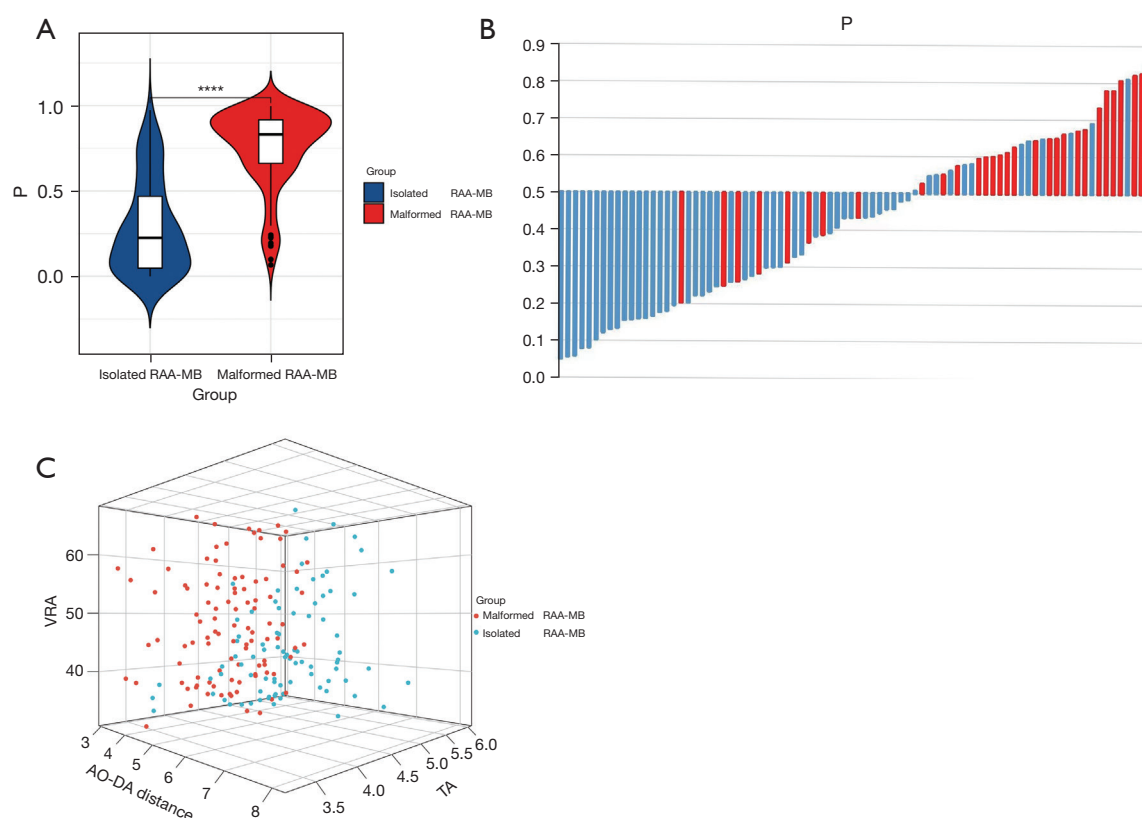 A
1.0
0.5
0.0
P
****
Isolated RAA-MB
Malformed RAA-MB
Group
Group
Isolated RAA-MB
Malformed RAA-MB
B
P
0.9
0.8
0.7
0.6
0.5
0.4
0.3
0.2
0.1
0.0
C
VRA
60
50
40
3
4
5
6
7
8
AO-DA distance
3.5
4.0
4.5
5.0
5.5
6.0
TA
Group
Malformed RAA-MB
Isolated RAA-MB